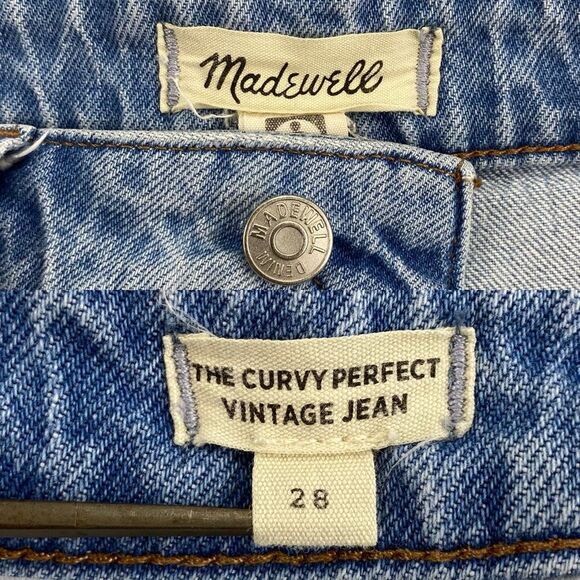 Madewell
MADEWELL DENIM
THE CURVY PERFECT
VINTAGE JEAN
28